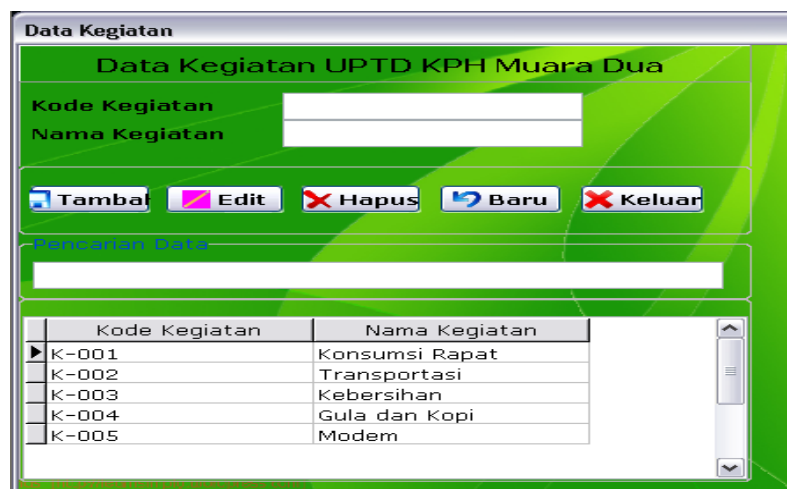 Data Kegiatan
Data Kegiatan UPTD KPH Muara Dua
Kode Kegiatan
Nama Kegiatan
Tambah Edit Hapus Baru Keluar
Pencarian Data
Kode Kegiatan Nama Kegiatan
K-001 Konsumsi Rapat
K-002 Transportasi
K-003 Kebersihan
K-004 Gula dan Kopi
K-005 Modem